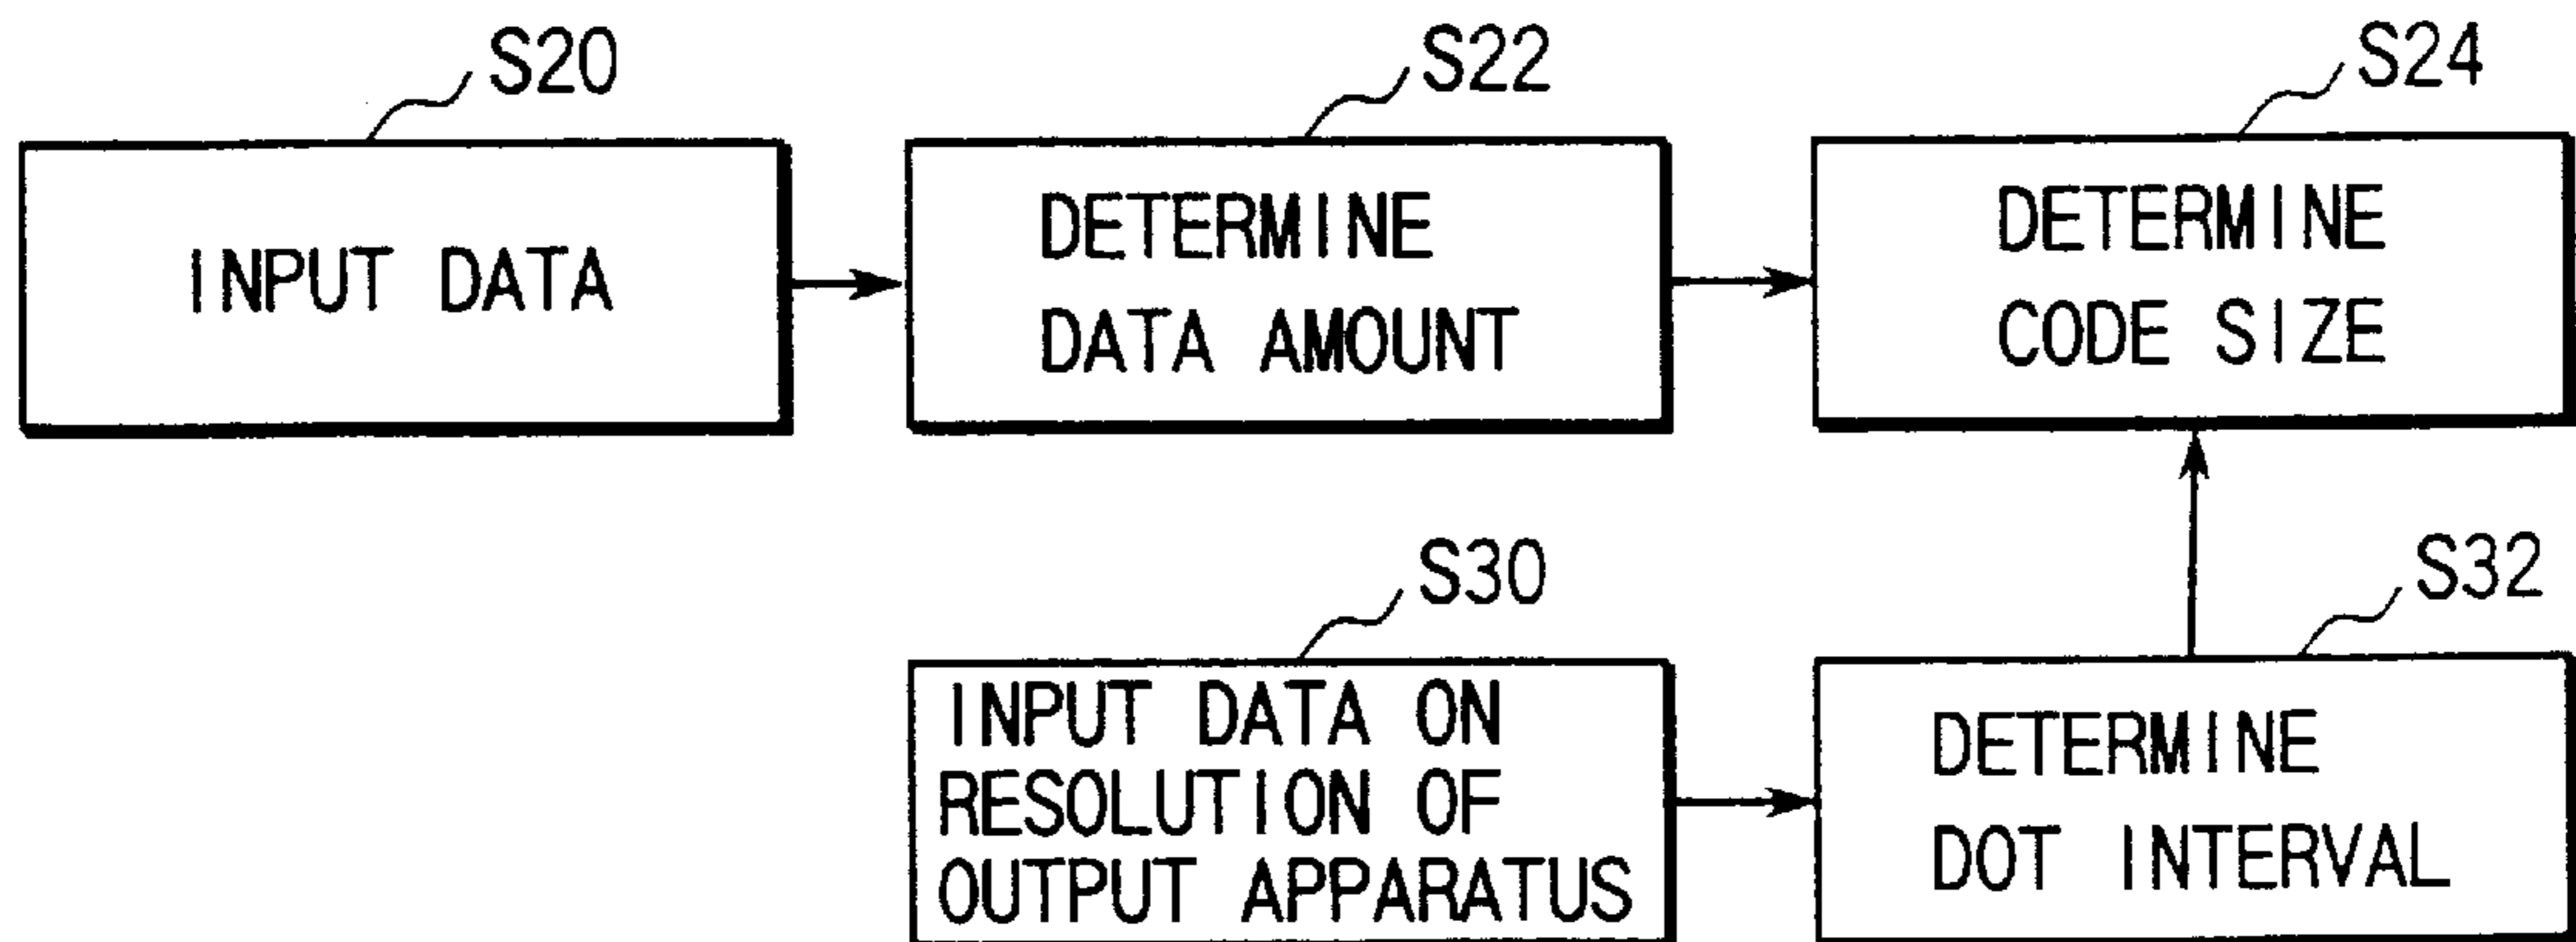 S20
INPUT DATA
S22
DETERMINE
DATA AMOUNT
S24
DETERMINE
CODE SIZE
S30
INPUT DATA ON
RESOLUTION OF
OUTPUT APPARATUS
S32
DETERMINE
DOT INTERVAL